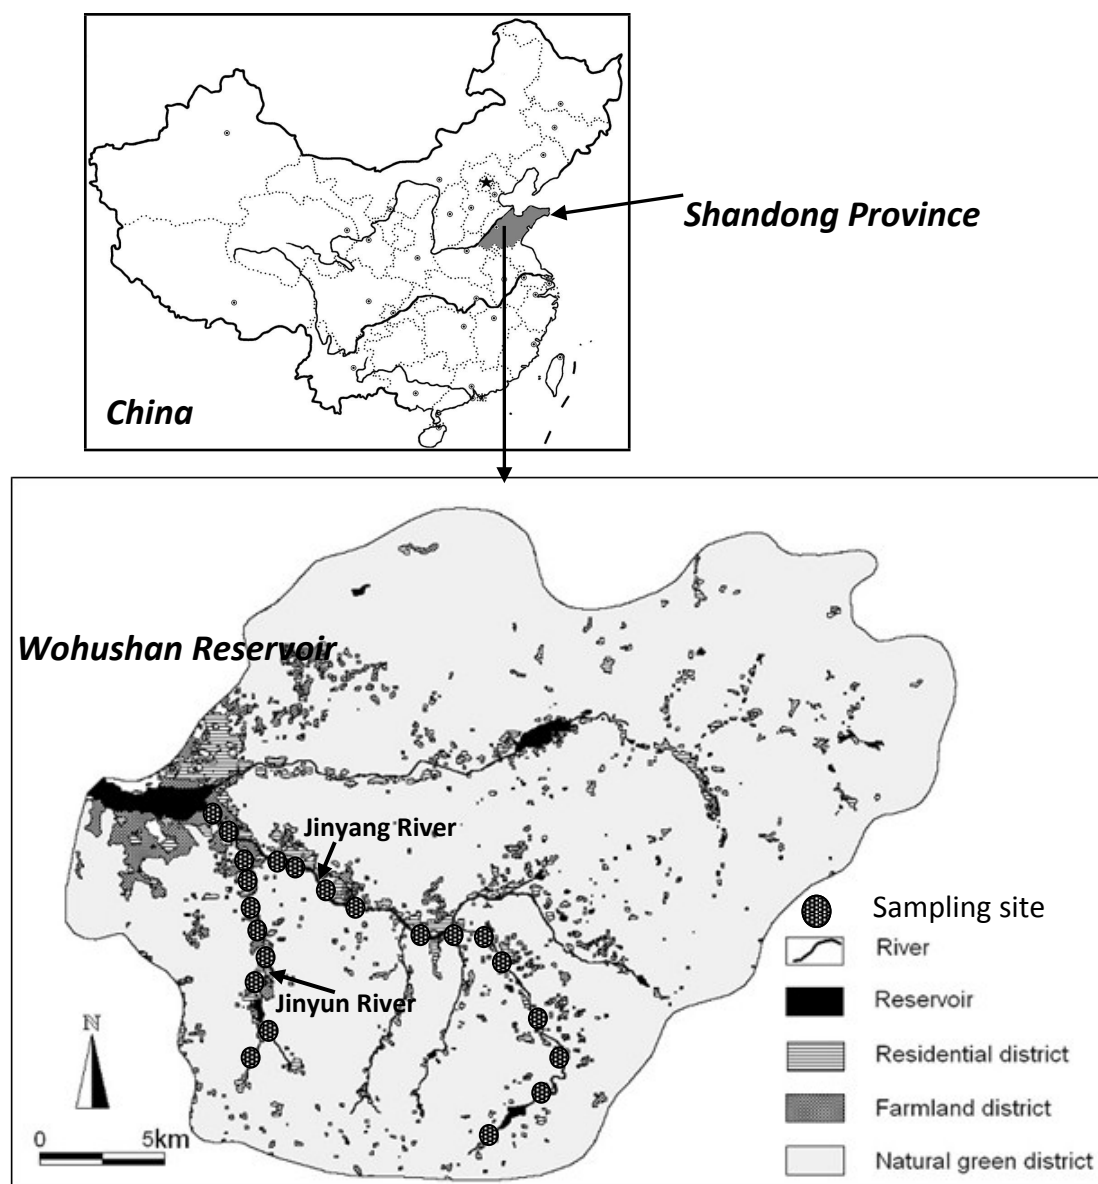 Shandong Province
China
Wohushan Reservoir
Jinyang River
Jinyun River
N
0 5km
Sampling site
River
Reservoir
Residential district
Farmland district
Natural green district